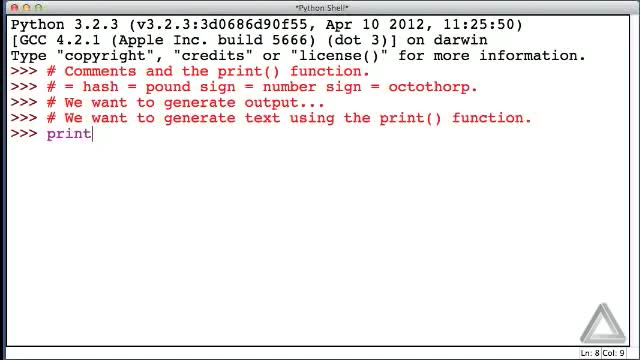 *Python Shell*
Python 3.2.3 (v3.2.3:3d0686d90f55, Apr 10 2012, 11:25:50)
[GCC 4.2.1 (Apple Inc. build 5666) (dot 3)] on darwin
Type "copyright", "credits" or "license()" for more information.
>>> # Comments and the print() function.
>>> # = hash = pound sign = number sign = octothorp.
>>> # We want to generate output...
>>> # We want to generate text using the print() function.
>>> print
Ln: 8 Col: 9